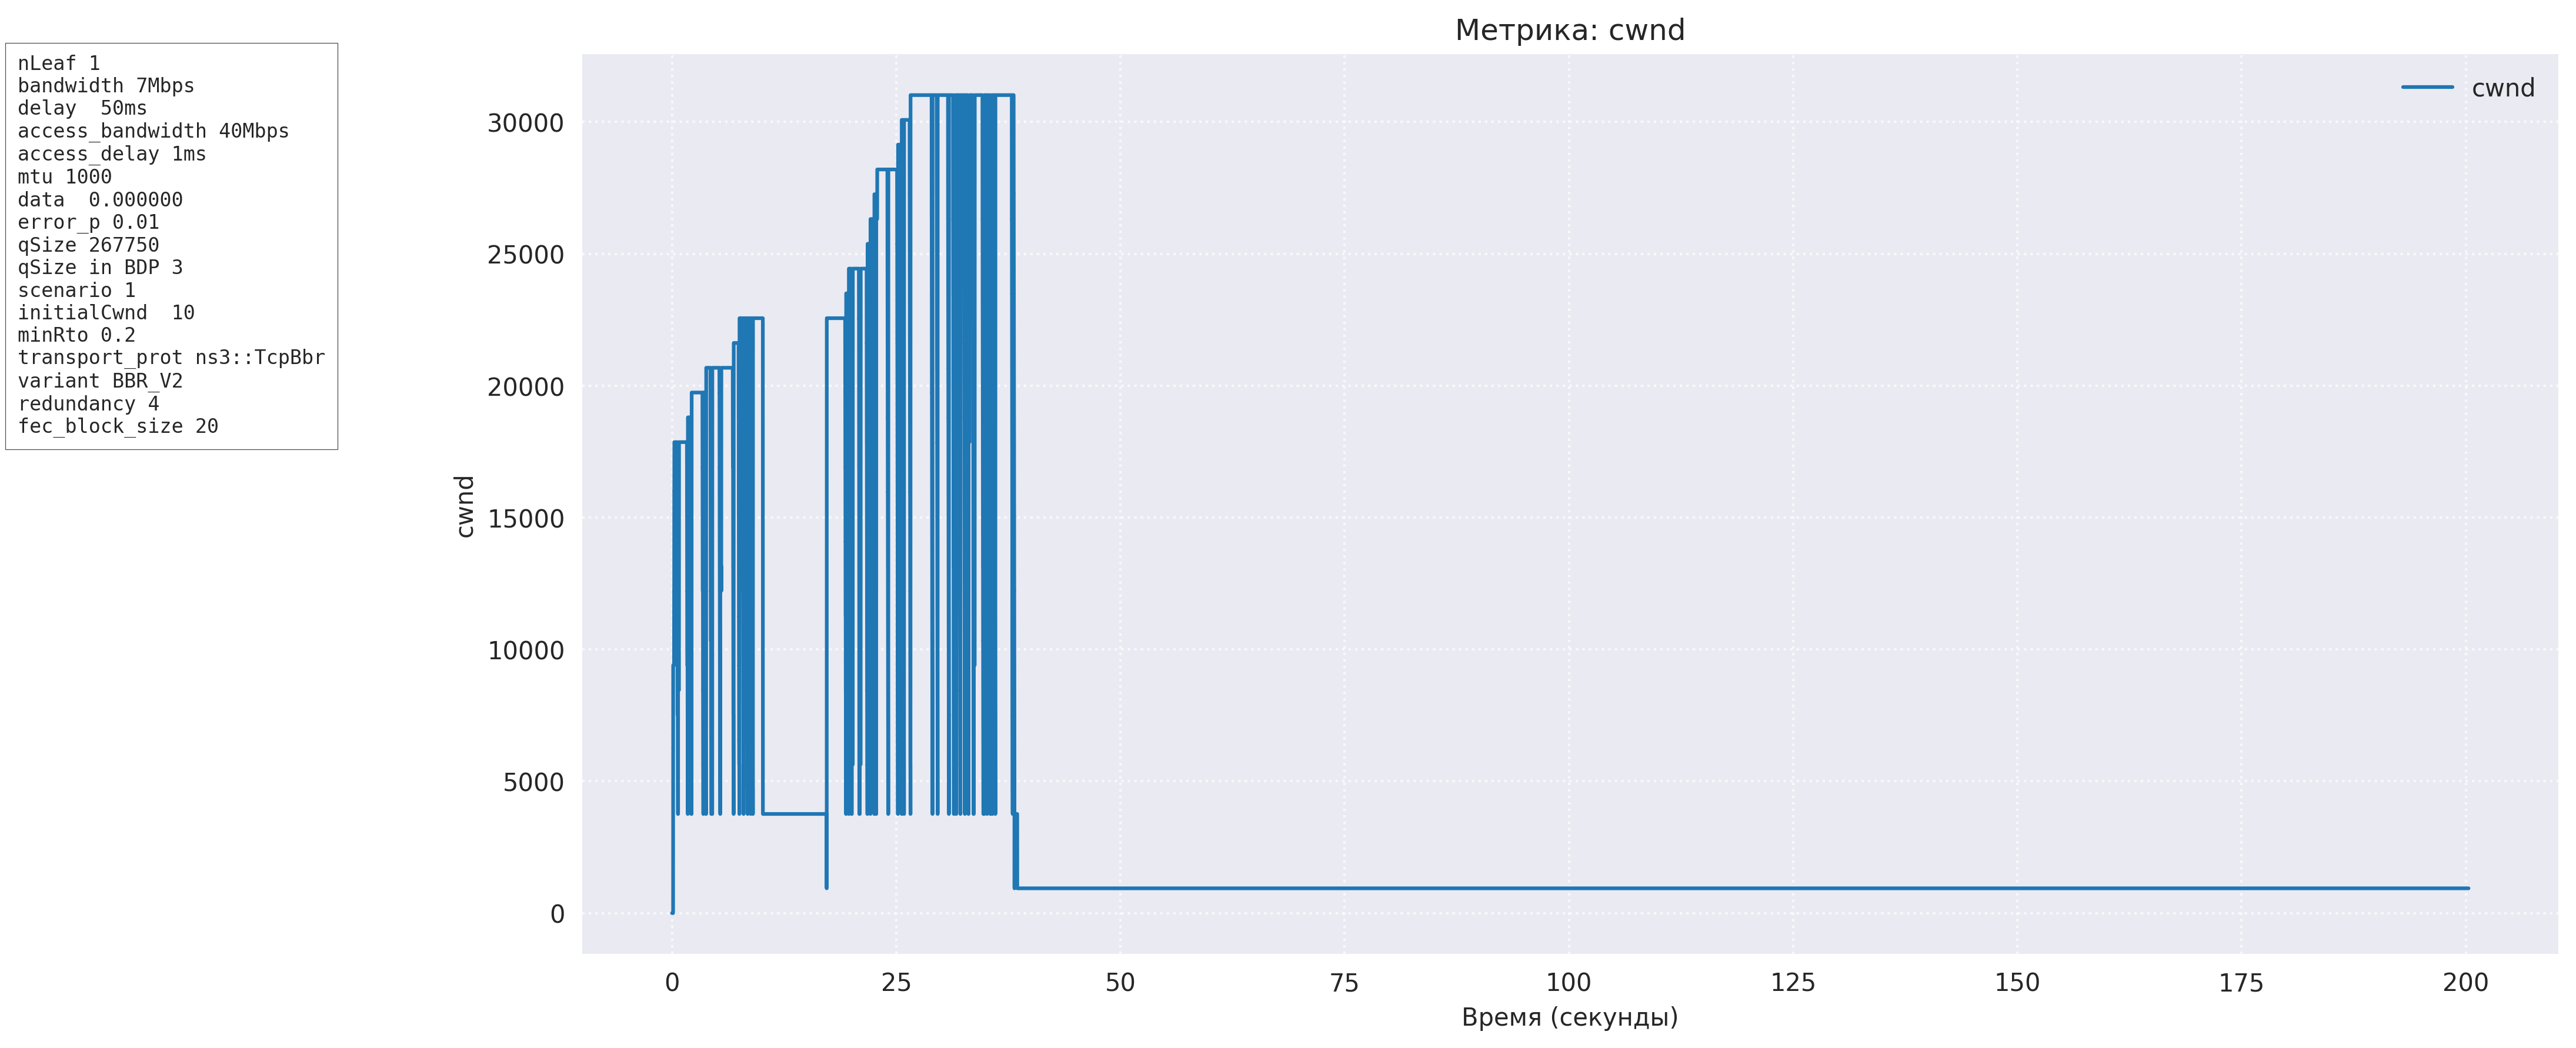 Метрика: cwnd
nLeaf 1
bandwidth 7Mbps
delay  50ms
access_bandwidth 40Mbps
access_delay 1ms
mtu 1000
data  0.000000
error_p 0.01
qSize 267750
qSize in BDP 3
scenario 1
initialCwnd  10
minRto 0.2
transport_prot ns3::TcpBbr
variant BBR_V2
redundancy 4
fec_block_size 20
cwnd
30000
25000
20000
15000
10000
5000
0
cwnd
0 25 50 75 100 125 150 175 200
Время (секунды)